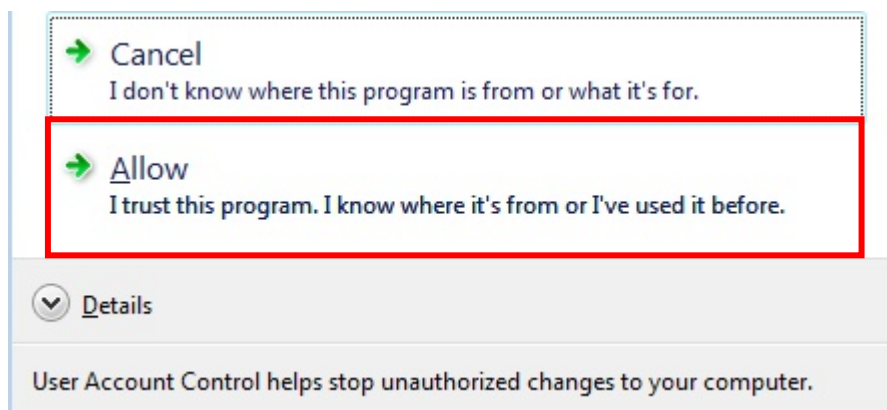 Cancel
I don't know where this program is from or what it's for.
Allow
I trust this program. I know where it's from or I've used it before.
Details
User Account Control helps stop unauthorized changes to your computer.